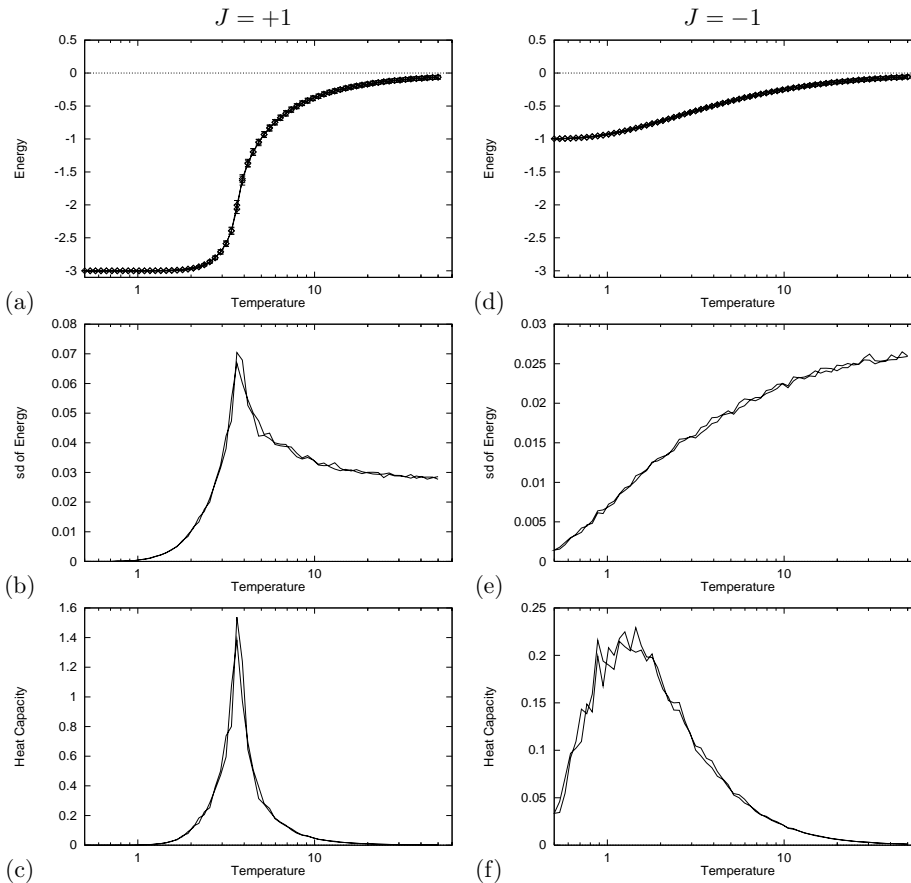 J = +1
J = −1
0.5
0
-0.5
-1
-1.5
-2
-2.5
-3
Energy
1
10
Temperature
(a)
0.5
0
-0.5
-1
-1.5
-2
-2.5
-3
Energy
1
10
Temperature
(d)
0.08
0.07
0.06
0.05
0.04
0.03
0.02
0.01
0
sd of Energy
1
10
Temperature
(b)
0.03
0.025
0.02
0.015
0.01
0.005
0
sd of Energy
1
10
Temperature
(e)
1.6
1.4
1.2
1
0.8
0.6
0.4
0.2
0
Heat Capacity
1
10
Temperature
(c)
0.25
0.2
0.15
0.1
0.05
0
Heat Capacity
1
10
Temperature
(f)